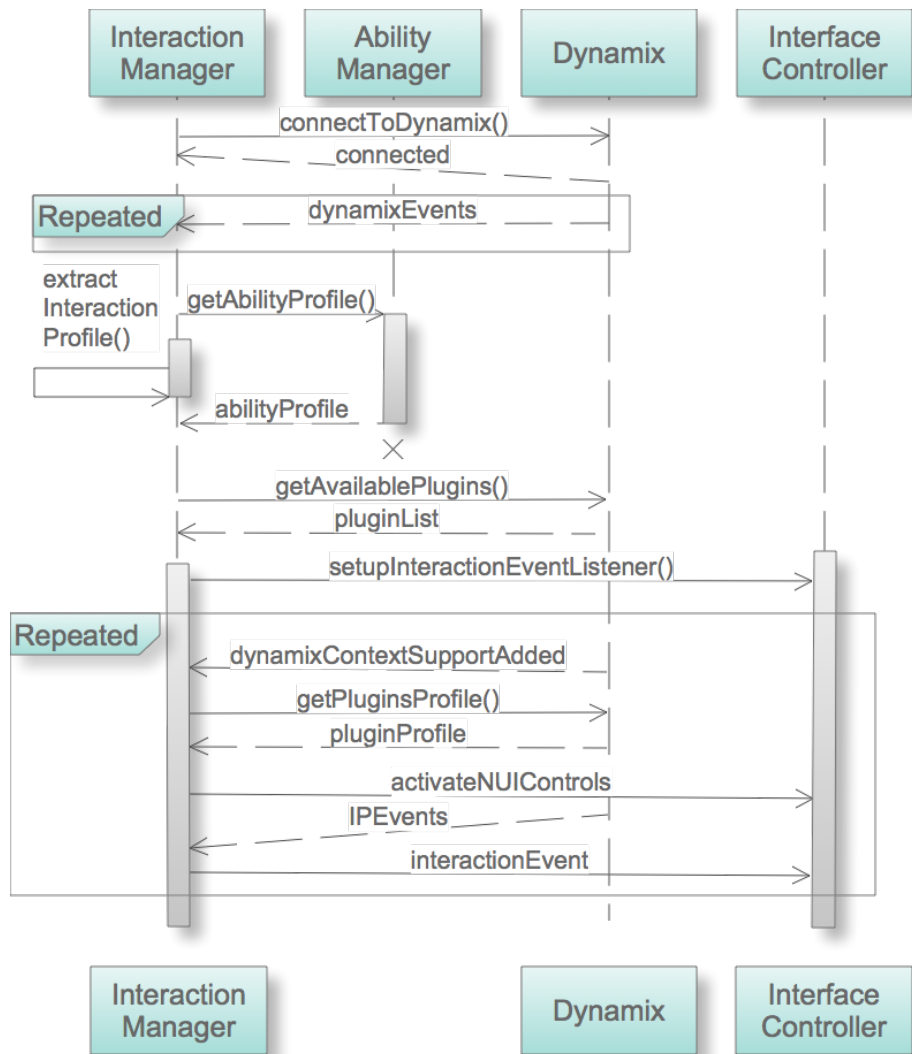 Interaction
Manager
Ability
Manager
Dynamix
Interface
Controller
connectToDynamix()
connected
Repeated
dynamixEvents
extract
Interaction
Profile()
getAbilityProfile()
abilityProfile
getAvailablePlugins()
pluginList
setupInteractionEventListener()
Repeated
dynamixContextSupportAdded
getPluginsProfile()
pluginProfile
activateNUIControls
IPEvents
interactionEvent
Interaction
Manager
Dynamix
Interface
Controller